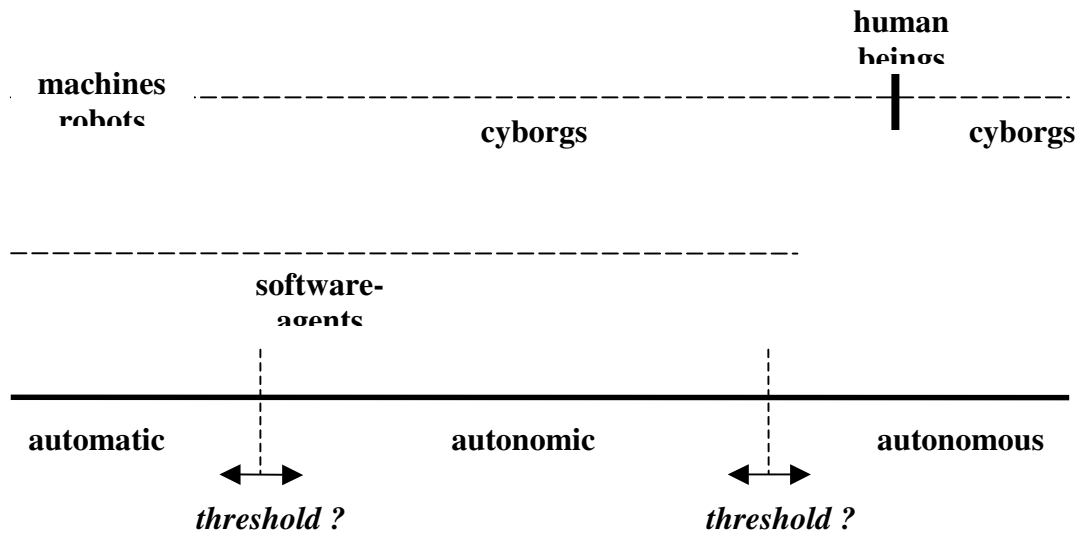 human
beings
machines
robots
cyborgs
cyborgs
software-
agents
automatic
autonomic
autonomous
threshold ?
threshold ?